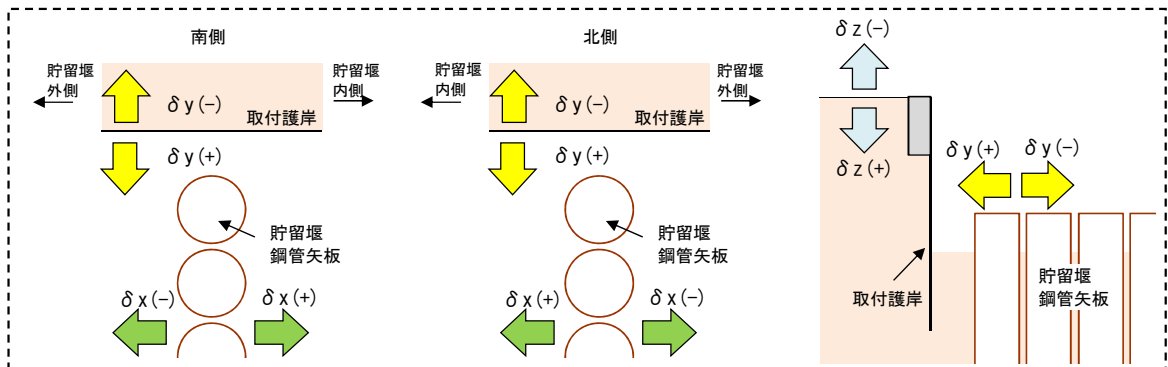 南側
貯留堰
外側
貯留堰
内側
δy(−)
取付護岸
δy(+)
貯留堰
鋼管矢板
δx(−)
δx(+)
北側
貯留堰
内側
貯留堰
外側
δy(−)
取付護岸
δy(+)
貯留堰
鋼管矢板
δx(+)
δx(−)
δz(−)
δz(+)
δy(+)
δy(−)
取付護岸
貯留堰
鋼管矢板